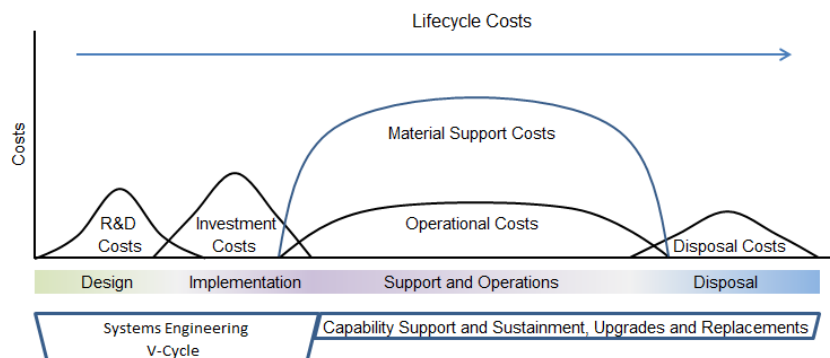 Lifecycle Costs
Costs
Material Support Costs
R&D
Costs
Investment
Costs
Operational Costs
Disposal Costs
Design
Implementation
Support and Operations
Disposal
Systems Engineering
V-Cycle
Capability Support and Sustainment, Upgrades and Replacements